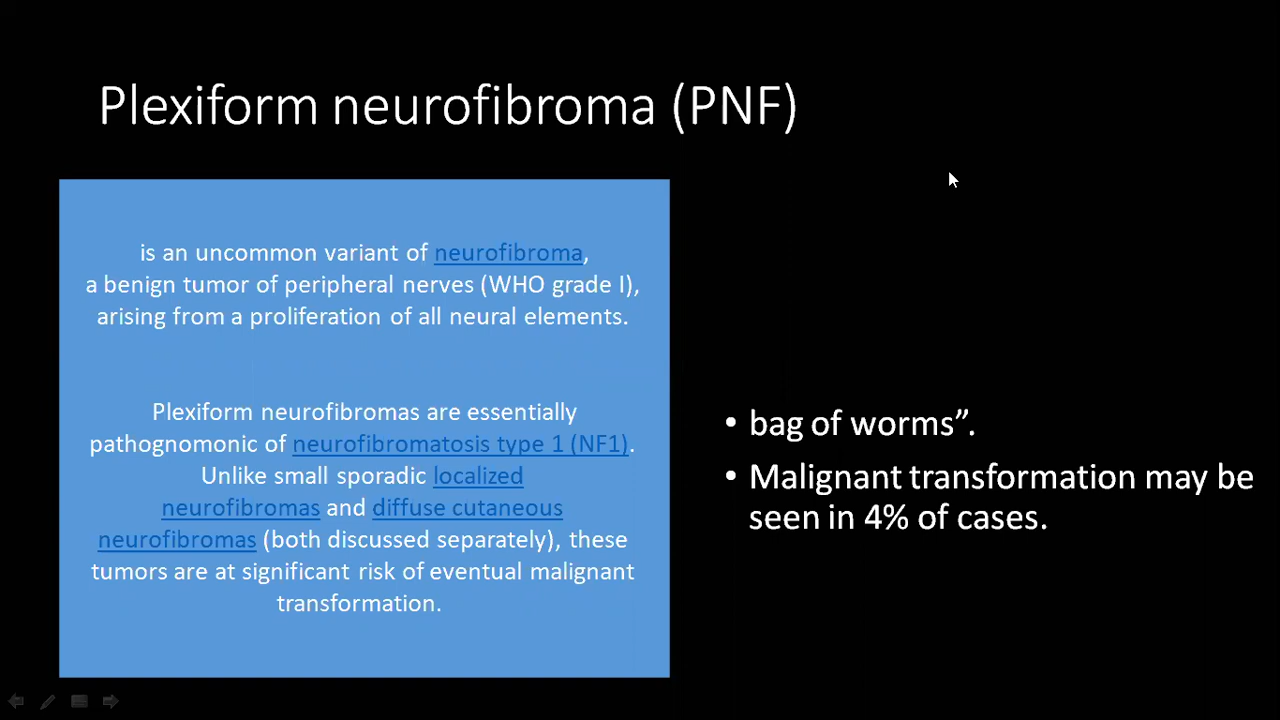 Plexiform neurofibroma (PNF)
is an uncommon variant of neurofibroma,
a benign tumor of peripheral nerves (WHO grade I),
arising from a proliferation of all neural elements.
Plexiform neurofibromas are essentially
pathognomonic of neurofibromatosis type 1 (NF1).
Unlike small sporadic localized
neurofibromas and diffuse cutaneous
neurofibromas (both discussed separately), these
tumors are at significant risk of eventual malignant
transformation.
• bag of worms”.
• Malignant transformation may be
seen in 4% of cases.